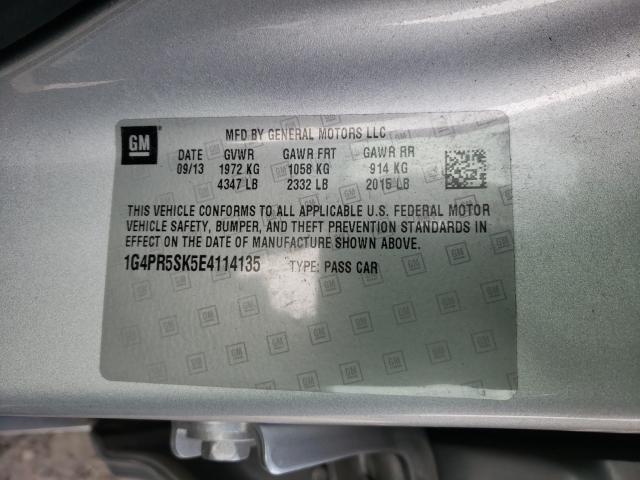 GM
MFD BY GENERAL MOTORS LLC
DATE GVWR GAWR FRT GAWR RR
09/13 1972 KG 1058 KG 914 KG
4347 LB 2332 LB 2015 LB
THIS VEHICLE CONFORMS TO ALL APPLICABLE U.S. FEDERAL MOTOR
VEHICLE SAFETY, BUMPER, AND THEFT PREVENTION STANDARDS IN
EFFECT ON THE DATE OF MANUFACTURE SHOWN ABOVE.
1G4PR5SK5E4114135 TYPE: PASS CAR